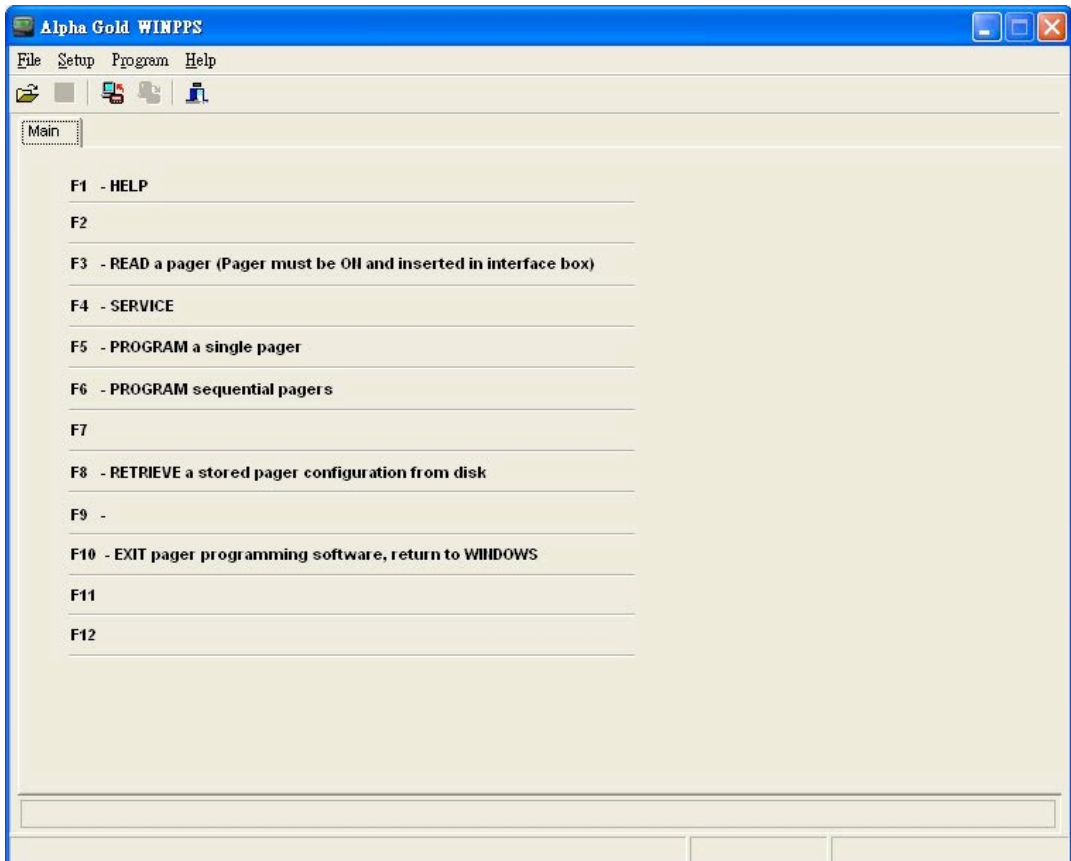 Alpha Gold WINPPS
File Setup Program Help
Main
F1 - HELP
F2
F3 - READ a pager (Pager must be ON and inserted in interface box)
F4 - SERVICE
F5 - PROGRAM a single pager
F6 - PROGRAM sequential pagers
F7
F8 - RETRIEVE a stored pager configuration from disk
F9 -
F10 - EXIT pager programming software, return to WINDOWS
F11
F12